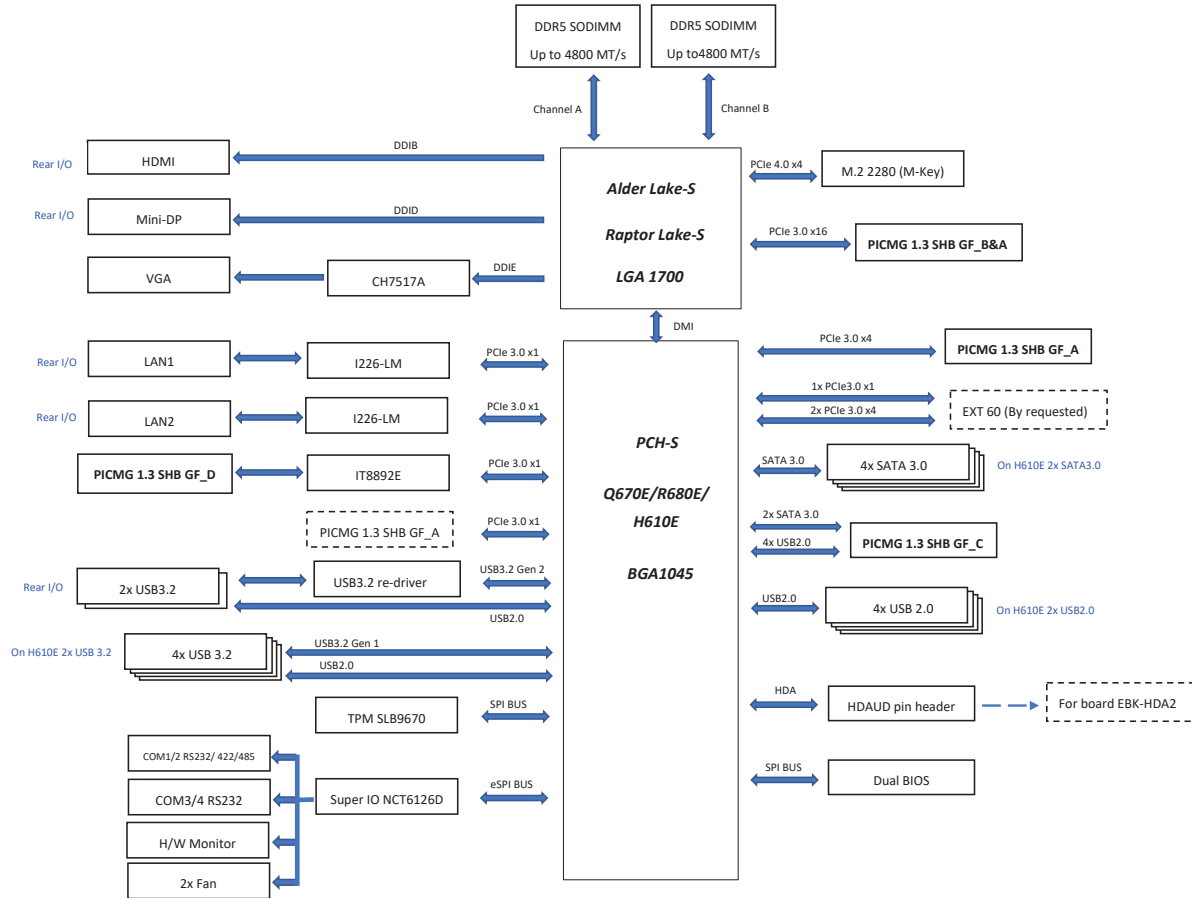 DDR5 SODIMM
Up to 4800 MT/s
DDR5 SODIMM
Up to4800 MT/s
Channel A
Channel B
Rear I/O
HDMI
DDIB
Alder Lake-S
Raptor Lake-S
LGA 1700
PCIe 4.0 x4
M.2 2280 (M-Key)
Rear I/O
Mini-DP
DDID
PCIe 3.0 x16
PICMG 1.3 SHB GF_B&A
VGA
CH7517A
DDIE
DMI
Rear I/O
LAN1
I226-LM
PCIe 3.0 x1
PCIe 3.0 x4
PICMG 1.3 SHB GF_A
Rear I/O
LAN2
I226-LM
PCIe 3.0 x1
1x PCIe3.0 x1
2x PCIe 3.0 x4
EXT 60 (By requested)
PCH-S
Q670E/R680E/
H610E
BGA1045
PICMG 1.3 SHB GF_D
IT8892E
PCIe 3.0 x1
SATA 3.0
4x SATA 3.0
On H610E 2x SATA3.0
PICMG 1.3 SHB GF_A
PCIe 3.0 x1
2x SATA 3.0
4x USB2.0
PICMG 1.3 SHB GF_C
Rear I/O
2x USB3.2
USB3.2 re-driver
USB3.2 Gen 2
USB2.0
USB2.0
4x USB 2.0
On H610E 2x USB2.0
On H610E 2x USB 3.2
4x USB 3.2
USB3.2 Gen 1
USB2.0
TPM SLB9670
SPI BUS
HDA
HDAUD pin header
For board EBK-HDA2
COM1/2 RS232/ 422/485
COM3/4 RS232
H/W Monitor
2x Fan
Super IO NCT6126D
eSPI BUS
SPI BUS
Dual BIOS